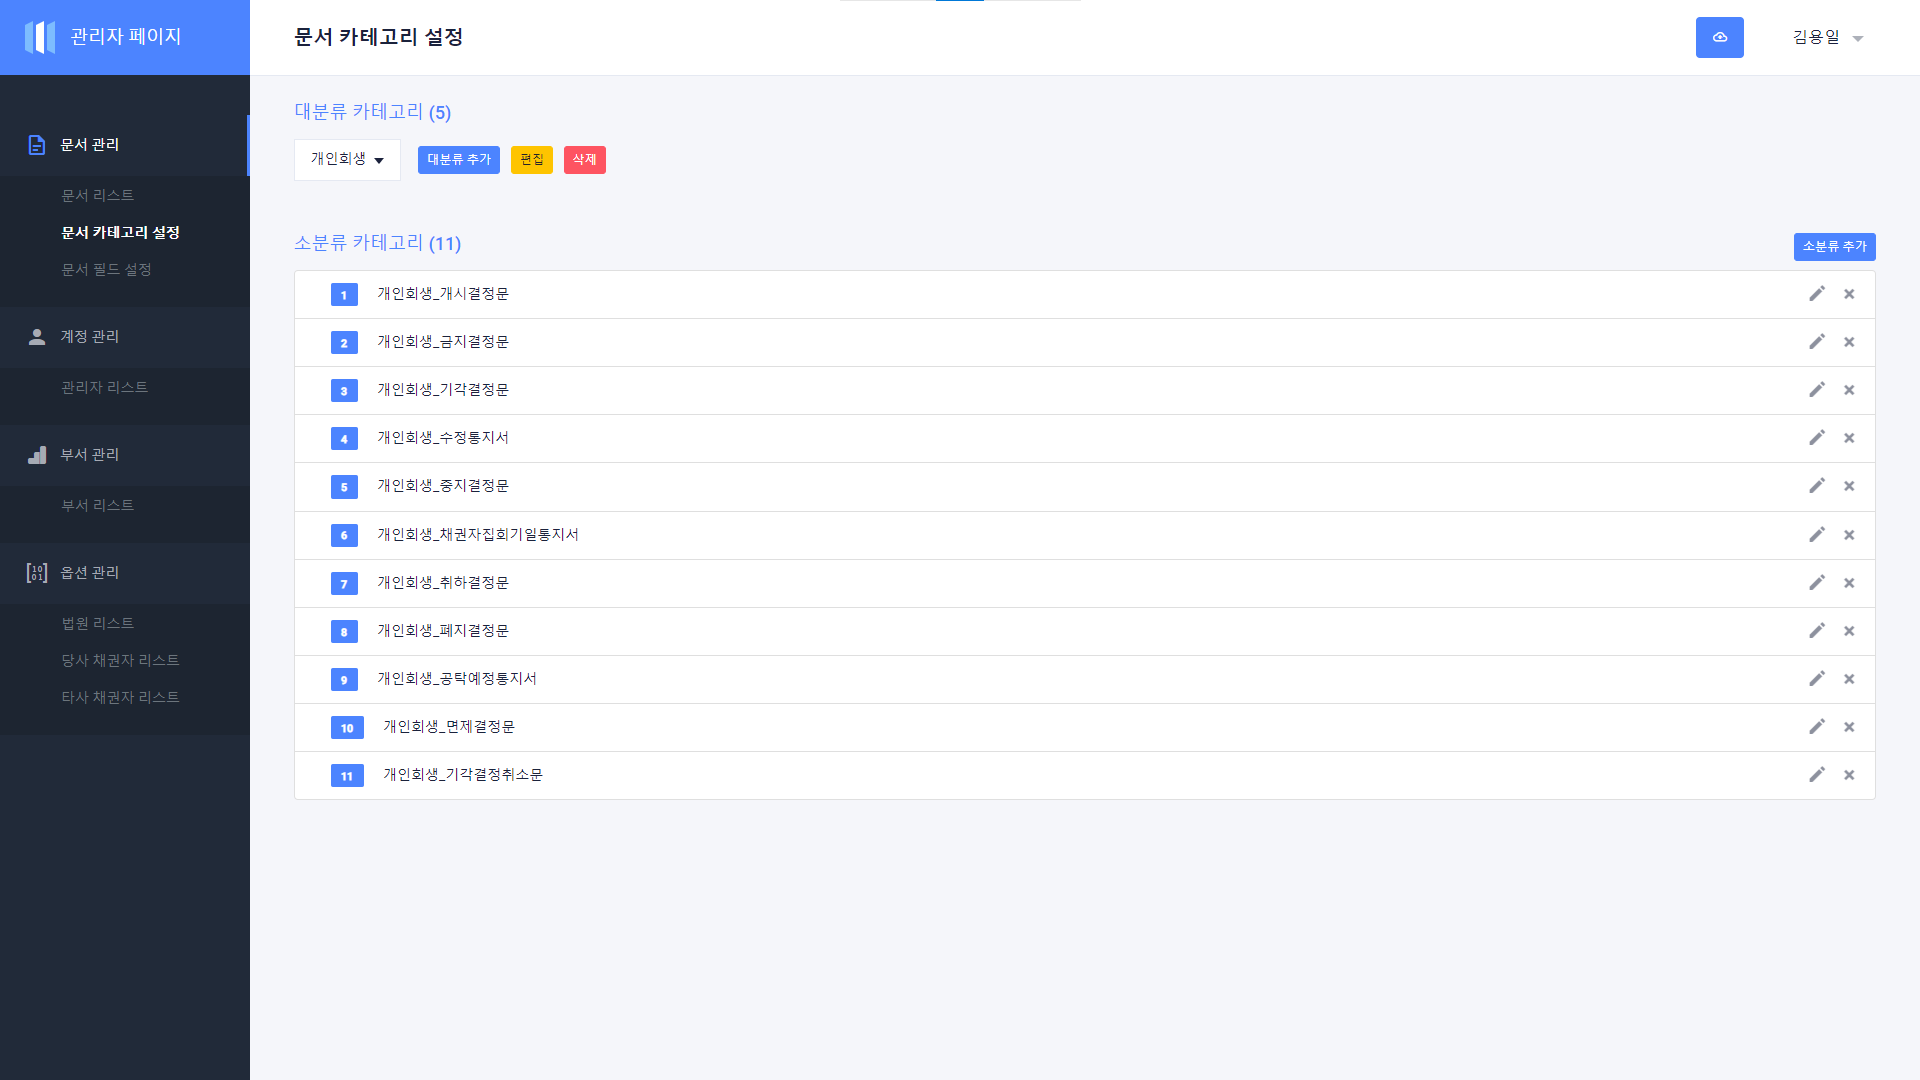 관리자 페이지
문서 카테고리 설정
김용일
문서 관리
문서 리스트
문서 카테고리 설정
문서 필드 설정
계정 관리
관리자 리스트
부서 관리
부서 리스트
옵션 관리
법원 리스트
당사 채권자 리스트
타사 채권자 리스트
대분류 카테고리 (5)
개인회생
대분류 추가
편집
삭제
소분류 카테고리 (11)
소분류 추가
1 개인회생_개시결정문
2 개인회생_금지결정문
3 개인회생_기각결정문
4 개인회생_수정통지서
5 개인회생_중지결정문
6 개인회생_채권자집회기일통지서
7 개인회생_취하결정문
8 개인회생_폐지결정문
9 개인회생_공탁예정통지서
10 개인회생_면제결정문
11 개인회생_기각결정취소문